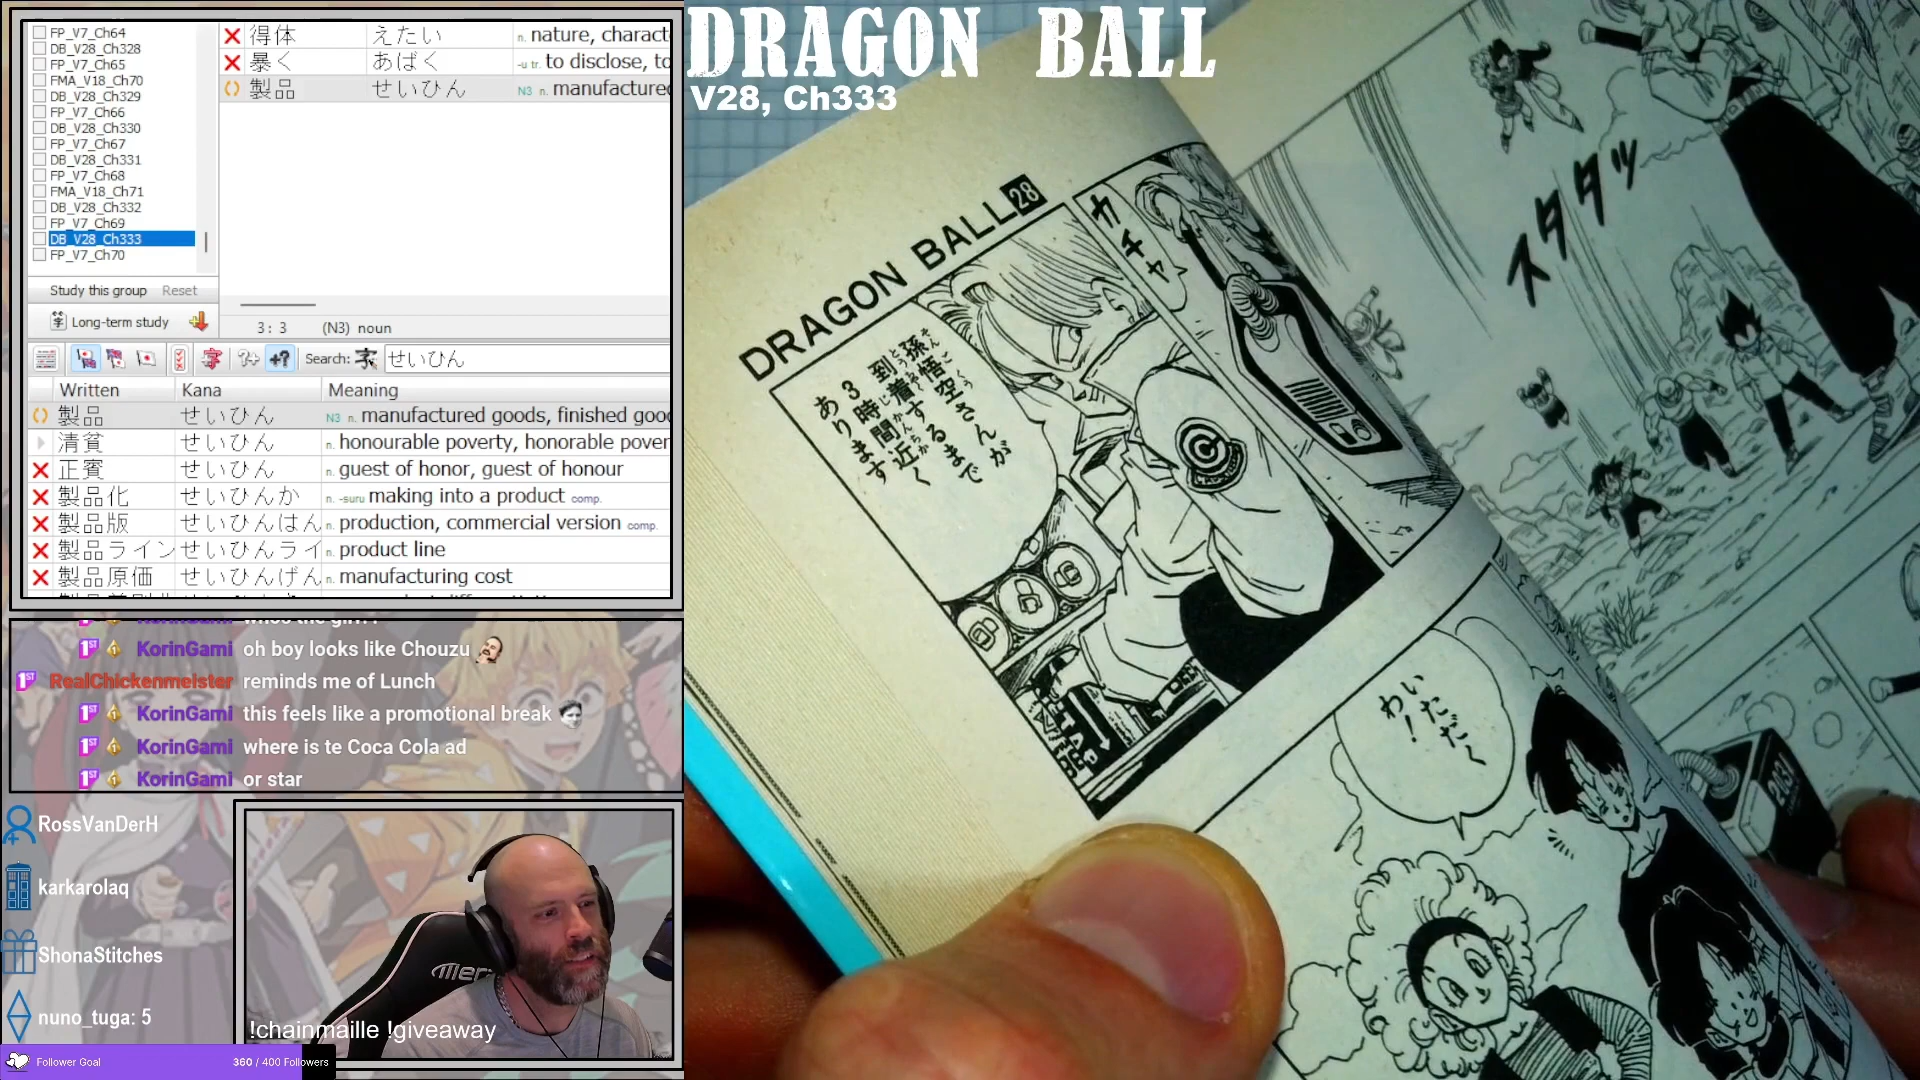 FP_V7_Ch64
DB_V28_Ch328
FP_V7_Ch65
FMA_V18_Ch70
DB_V28_Ch329
FP_V7_Ch66
DB_V28_Ch330
FP_V7_Ch67
DB_V28_Ch331
FP_V7_Ch68
FMA_V18_Ch71
DB_V28_Ch332
FP_V7_Ch69
DB_V28_Ch333
FP_V7_Ch70
Study this group Reset
Long-term study
得体 えたい n. nature, charact
暴く あばく -u tr. to disclose, to
製品 せいひん N3 n. manufactured
3: 3 (N3) noun
Search: せいひん
Written Kana Meaning
製品 せいひん N3 n. manufactured goods, finished good
清貧 せいひん n. honourable poverty, honorable pover
正賓 せいひん n. guest of honor, guest of honour
製品化 せいひんか n. -suru making into a product comp.
製品版 せいひんはん n. production, commercial version comp.
製品ライン せいひんライ n. product line
製品原価 せいひんげん n. manufacturing cost
KorinGami oh boy looks like Chouzu
RealChickenmeister reminds me of Lunch
KorinGami this feels like a promotional break
KorinGami where is te Coca Cola ad
KorinGami or star
RossVanDerH
karkarolaq
ShonaStitches
nuno_tuga: 5
!chainmaille !giveaway
Follower Goal 360 / 400 Followers
DRAGON BALL
V28, Ch333
DRAGON BALL 28
ガチャ
孫悟空さんが
到着するまで
3時間近く
あります
スタタッ
いただく
わ!